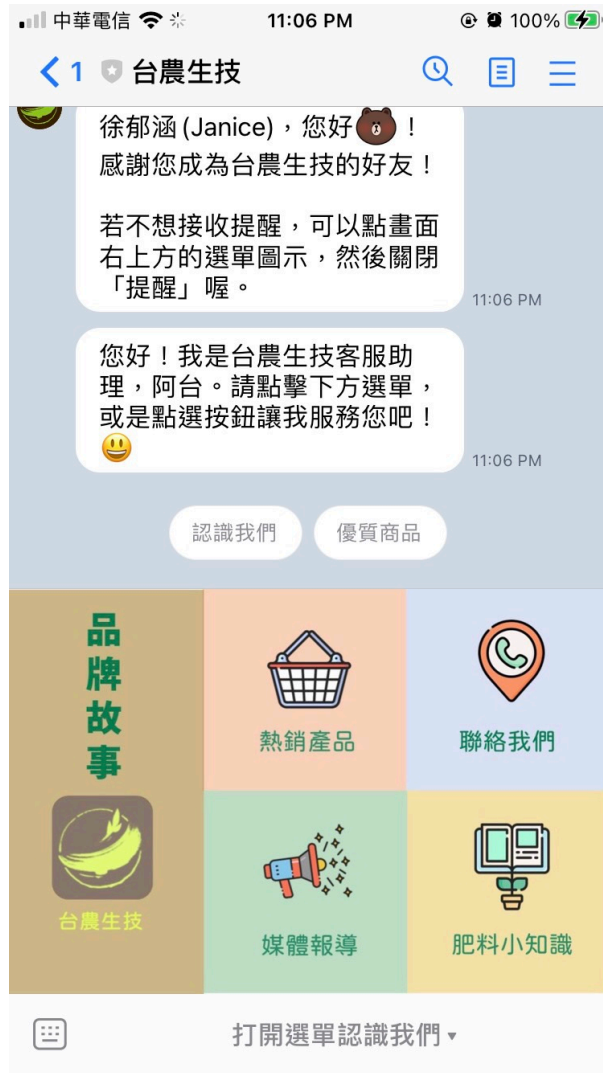 中華電信
11:06 PM
100%
1
台農生技
徐郁涵(Janice),您好!
感謝您成為台農生技的好友!
若不想接收提醒,可以點畫面
右上方的選單圖示,然後關閉
「提醒」喔。
11:06 PM
您好!我是台農生技客服助
理,阿台。請點擊下方選單,
或是點選按鈕讓我服務您吧!
😃
11:06 PM
認識我們
優質商品
品牌故事
台農生技
熱銷產品
聯絡我們
媒體報導
肥料小知識
打開選單認識我們